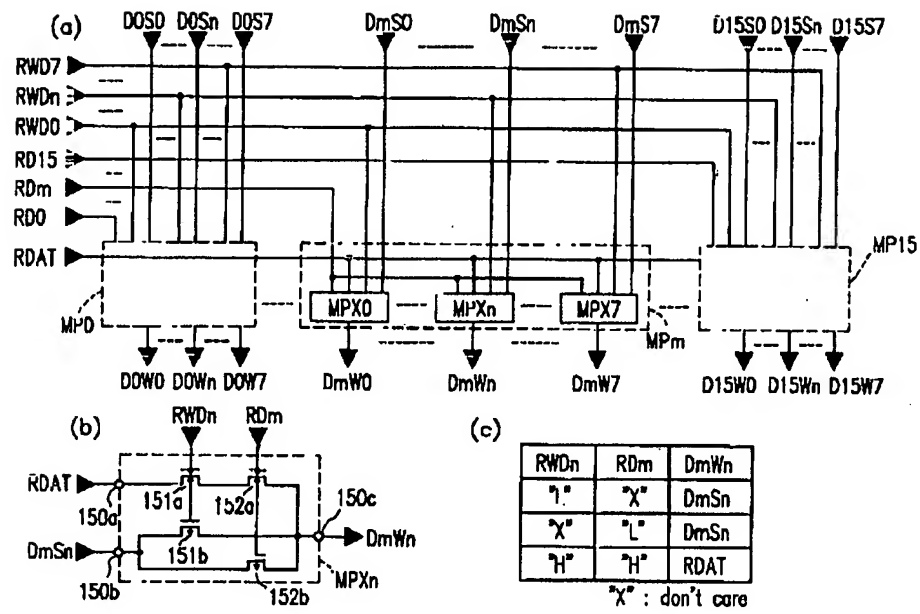 (a) D0S0 D0Sn D0S7 DmS0 DmSn DmS7 D15S0 D15Sn D15S7
RWD7
RWDn
RWD0
RD15
RDm
RD0
RDAT
MP15
MPX0 MPXn MPX7
MP0
MPm
D0W0 D0Wn D0W7 DmW0 DmWn DmW7 D15W0 D15Wn D15W7
(b) RWDn RDm
RDAT
151a 152a
150a
150c
DmSn
151b
DmWn
150b
MPXn
152b
(c)
RWDn RDm DmWn
"L" "X" DmSn
"X" "L" DmSn
"H" "H" RDAT
"X" : don't care